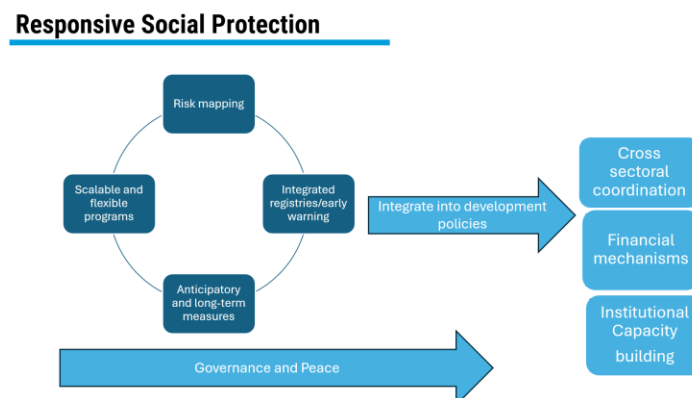 Responsive Social Protection
Risk mapping
Scalable and
flexible
programs
Integrated
registries/early
warning
Anticipatory
and long-term
measures
Integrate into development
policies
Cross
sectoral
coordination
Financial
mechanisms
Institutional
Capacity
building
Governance and Peace